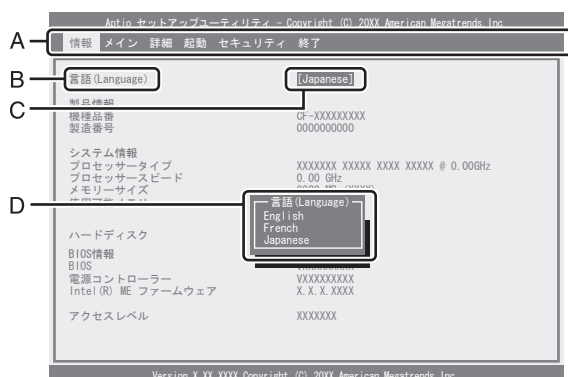 Aptio セットアップユーティリティ - Copyright (C) 20XX American Megatrends, Inc.
A
情報 メイン 詳細 起動 セキュリティ 終了
B
言語(Language) [Japanese]
C
製品情報
機種品番 CF-XXXXXXXXX
製造番号 0000000000
システム情報
プロセッサータイプ XXXXXXX XXXXX XXXX XXXXX @ 0.00GHz
プロセッサースピード 0.00 GHz
メモリーサイズ
D
言語(Language)
English
French
Japanese
ハードディスク
BIOS情報
BIOS
電源コントローラー VXXXXXXXXX
Intel(R) ME ファームウェア X.X.X.XXXX
アクセスレベル XXXXXXX
Version X.XX.XXXX Copyright (C) 20XX American Megatrends, Inc.